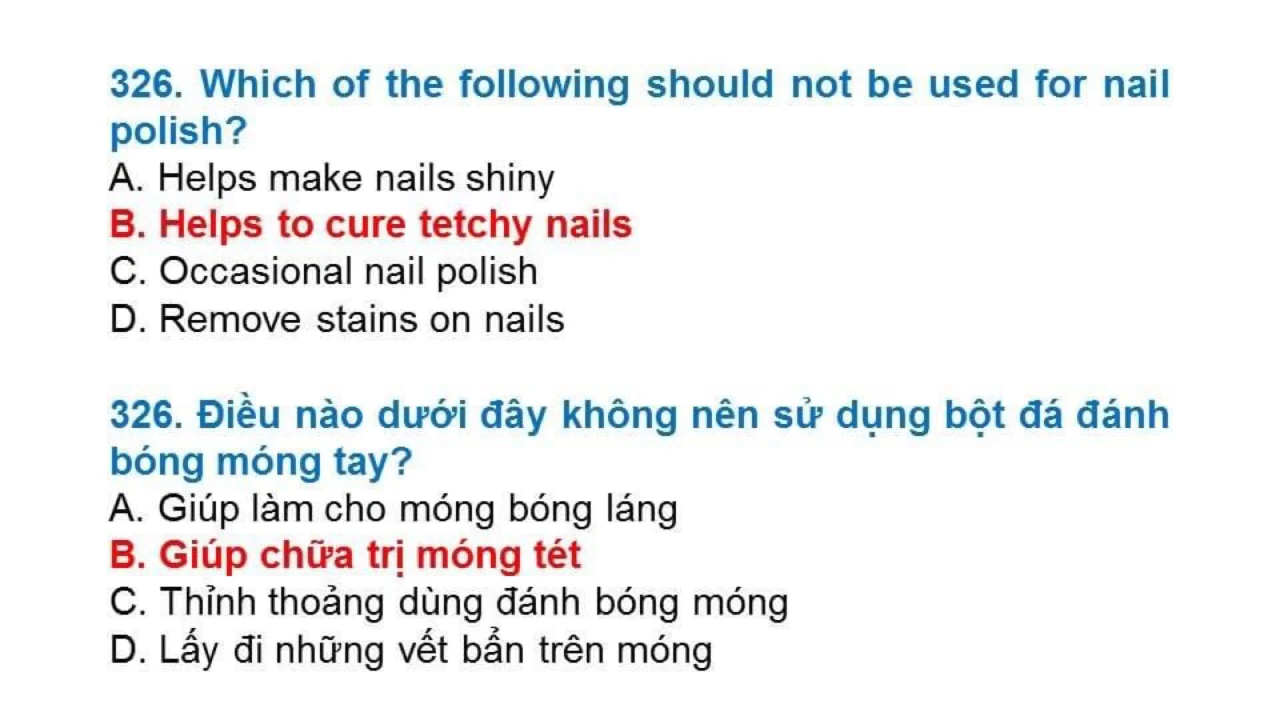 326. Which of the following should not be used for nail
polish?
A. Helps make nails shiny
B. Helps to cure tetchy nails
C. Occasional nail polish
D. Remove stains on nails
326. Điều nào dưới đây không nên sử dụng bột đá đánh
bóng móng tay?
A. Giúp làm cho móng bóng láng
B. Giúp chữa trị móng tét
C. Thỉnh thoảng dùng đánh bóng móng
D. Lấy đi những vết bẩn trên móng